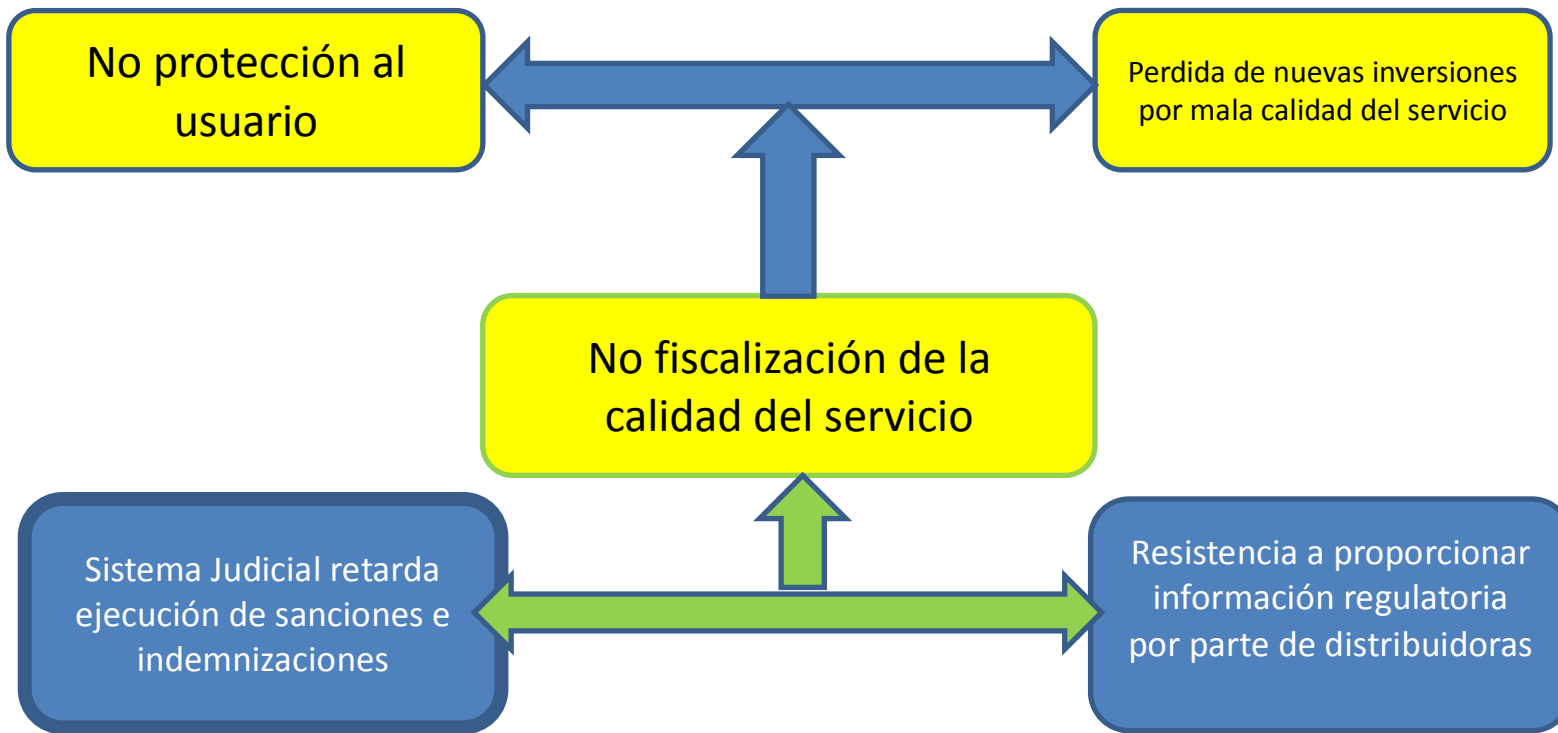 No protección al
usuario
Perdida de nuevas inversiones
por mala calidad del servicio
No fiscalización de la
calidad del servicio
Sistema Judicial retarda
ejecución de sanciones e
indemnizaciones
Resistencia a proporcionar
información regulatoria
por parte de distribuidoras